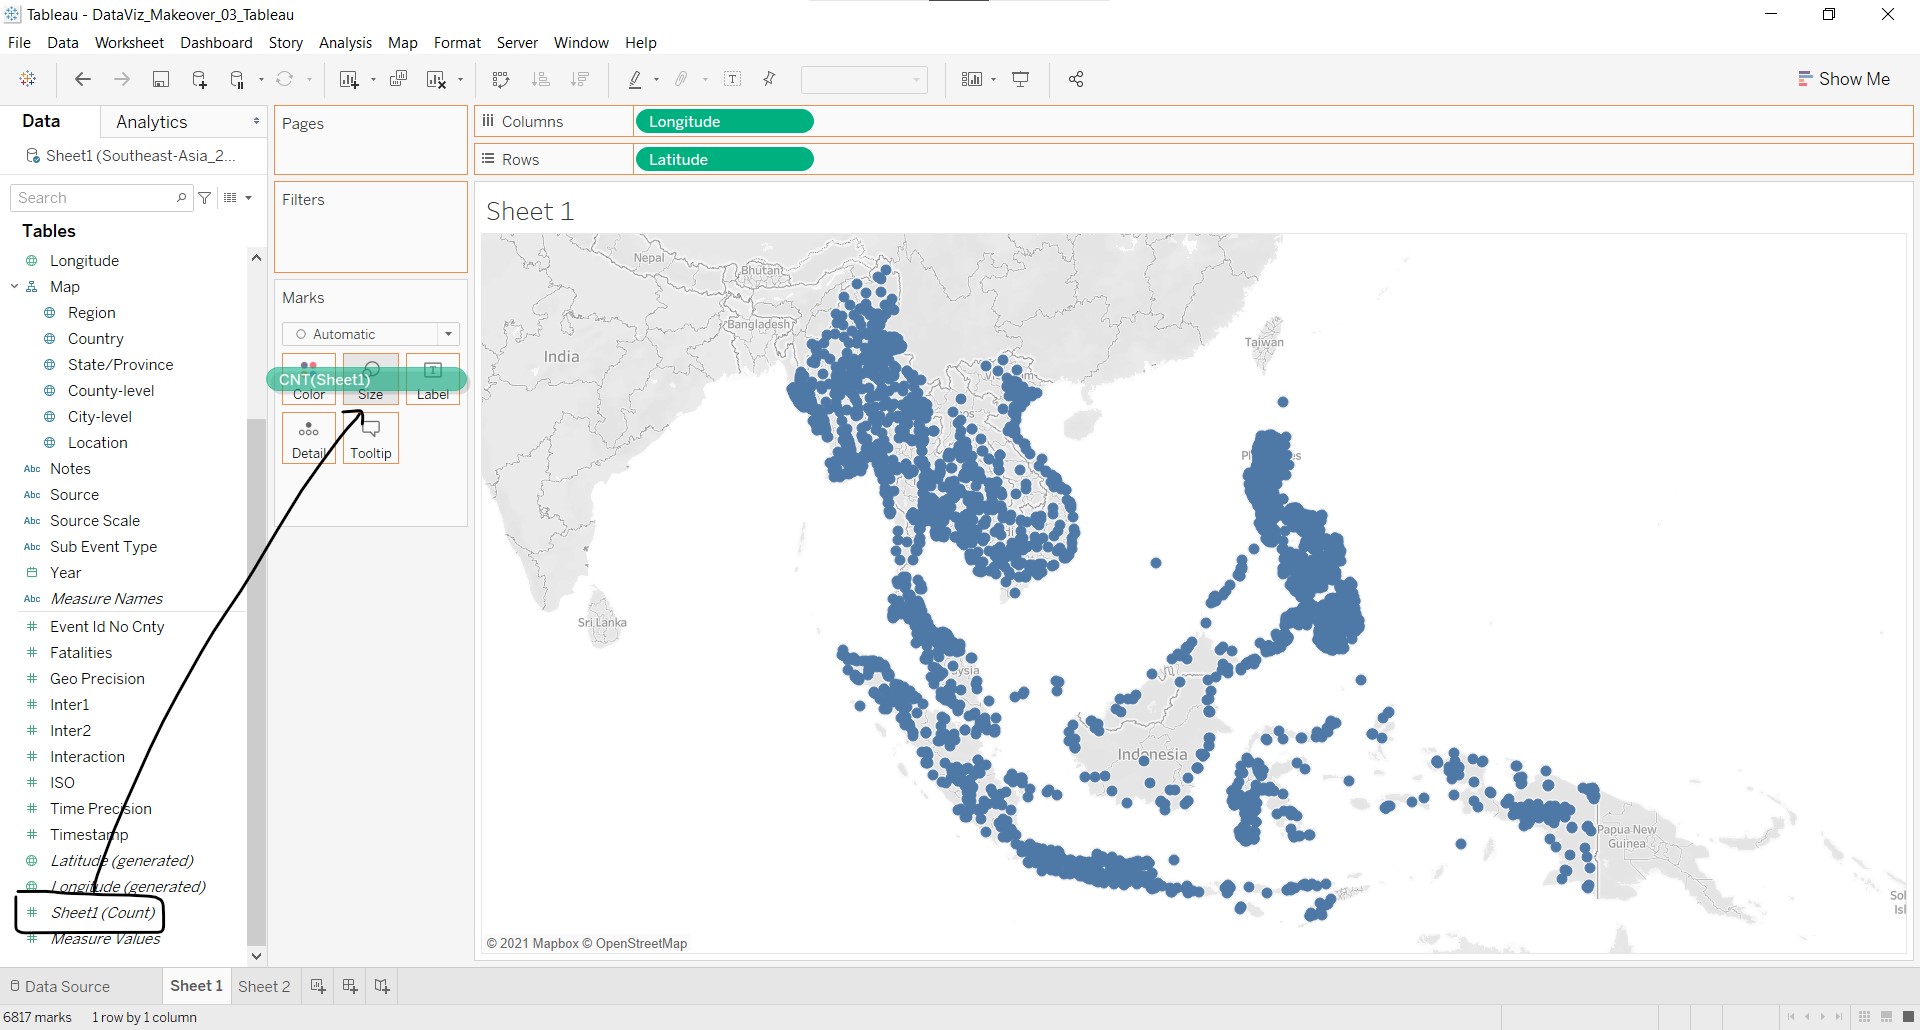 Tableau - DataViz_Makeover_03_Tableau
File Data Worksheet Dashboard Story Analysis Map Format Server Window Help
Show Me
Data Analytics
Sheet1 (Southeast-Asia_2...
Search
Tables
Longitude
Map
Region
Country
State/Province
County-level
City-level
Location
Abc Notes
Abc Source
Abc Source Scale
Abc Sub Event Type
Year
Abc Measure Names
# Event Id No Cnty
# Fatalities
# Geo Precision
# Inter1
# Inter2
# Interaction
# ISO
# Time Precision
# Timestamp
Latitude (generated)
Longitude (generated)
# Sheet1 (Count)
# Measure Values
Pages
Filters
Marks
Automatic
CNT(Sheet1)
Color Size Label
Detail Tooltip
Columns Longitude
Rows Latitude
Sheet 1
Nepal
Bhutan
Bangladesh
India
Taiwan
Sri Lanka
Indonesia
Papua New
Guinea
Sol
Isl
© 2021 Mapbox © OpenStreetMap
Data Source Sheet 1 Sheet 2
6817 marks 1 row by 1 column